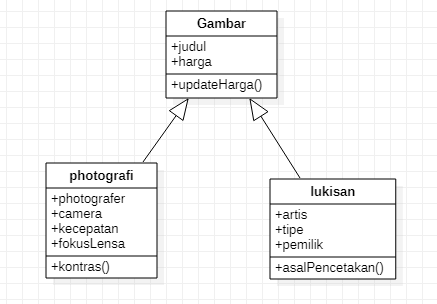 Gambar
+judul
+harga
+updateHarga()
photografi
+photografer
+camera
+kecepatan
+fokusLensa
+kontras()
lukisan
+artis
+tipe
+pemilik
+asalPencetakan()